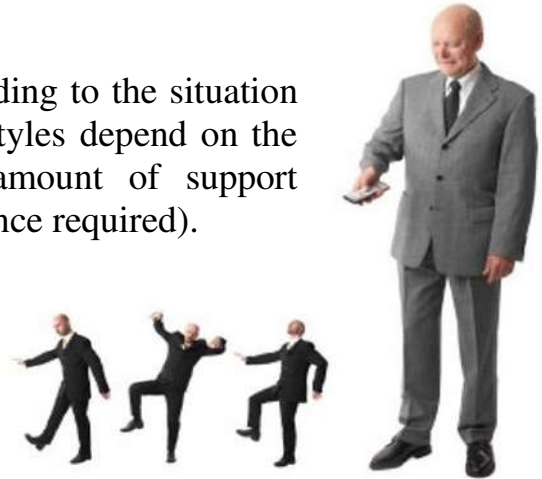 ding to the situation
tyles depend on the
amount of support
nce required).